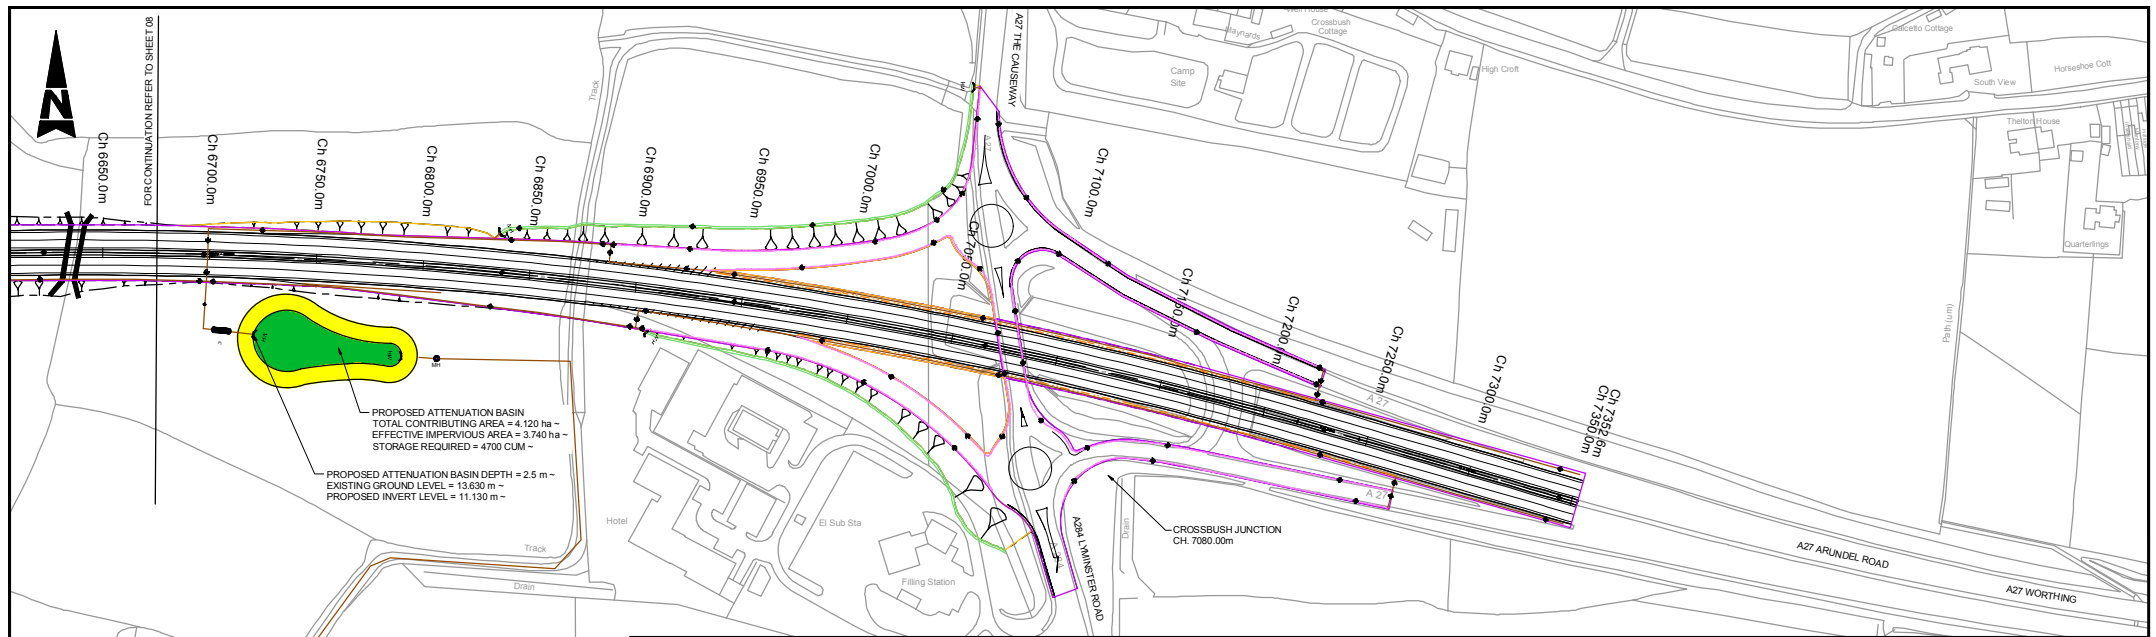 N
FOR CONTINUATION REFER TO SHEET 08
Ch 6650.0m
Ch 6700.0m
Ch 6750.0m
Ch 6800.0m
Ch 6850.0m
Ch 6900.0m
Ch 6950.0m
Ch 7000.0m
Ch 7050.0m
Ch 7100.0m
Ch 7150.0m
Ch 7200.0m
Ch 7250.0m
Ch 7300.0m
Ch 7350.0m
Ch 7352.6m
Track
A27 THE CAUSEWAY
A27
Well House
Maynards
Crossbush
Cottage
Camp
Site
High Croft
Calcetto Cottage
South View
Horseshoe Cott
Thelton House
Quarterlings
Path (um)
MH
PROPOSED ATTENUATION BASIN
TOTAL CONTRIBUTING AREA = 4.120 ha ~
EFFECTIVE IMPERVIOUS AREA = 3.740 ha ~
STORAGE REQUIRED = 4700 CUM ~
PROPOSED ATTENUATION BASIN DEPTH = 2.5 m ~
EXISTING GROUND LEVEL = 13.630 m ~
PROPOSED INVERT LEVEL = 11.130 m ~
A 27
A 27
Hotel
El Sub Sta
Filling Station
Track
Drain
Drain
A284 LYMINSTER ROAD
CROSSBUSH JUNCTION
CH. 7080.00m
A27 ARUNDEL ROAD
A27 WORTHING